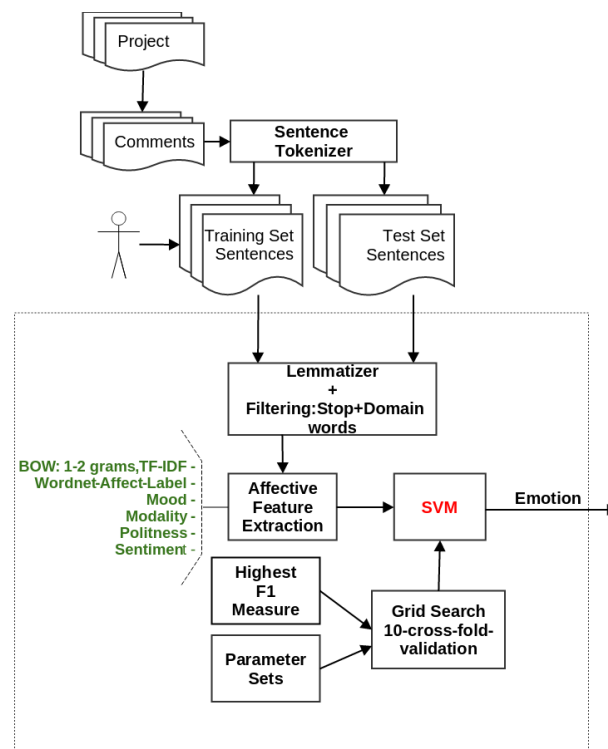 Project
Comments
Sentence
Tokenizer
Training Set
Sentences
Test Set
Sentences
Lemmatizer
+
Filtering:Stop+Domain
words
BOW: 1-2 grams,TF-IDF -
Wordnet-Affect-Label -
Mood -
Modality -
Politness -
Sentiment -
Affective
Feature
Extraction
SVM
Emotion
Highest
F1
Measure
Grid Search
10-cross-fold-
validation
Parameter
Sets